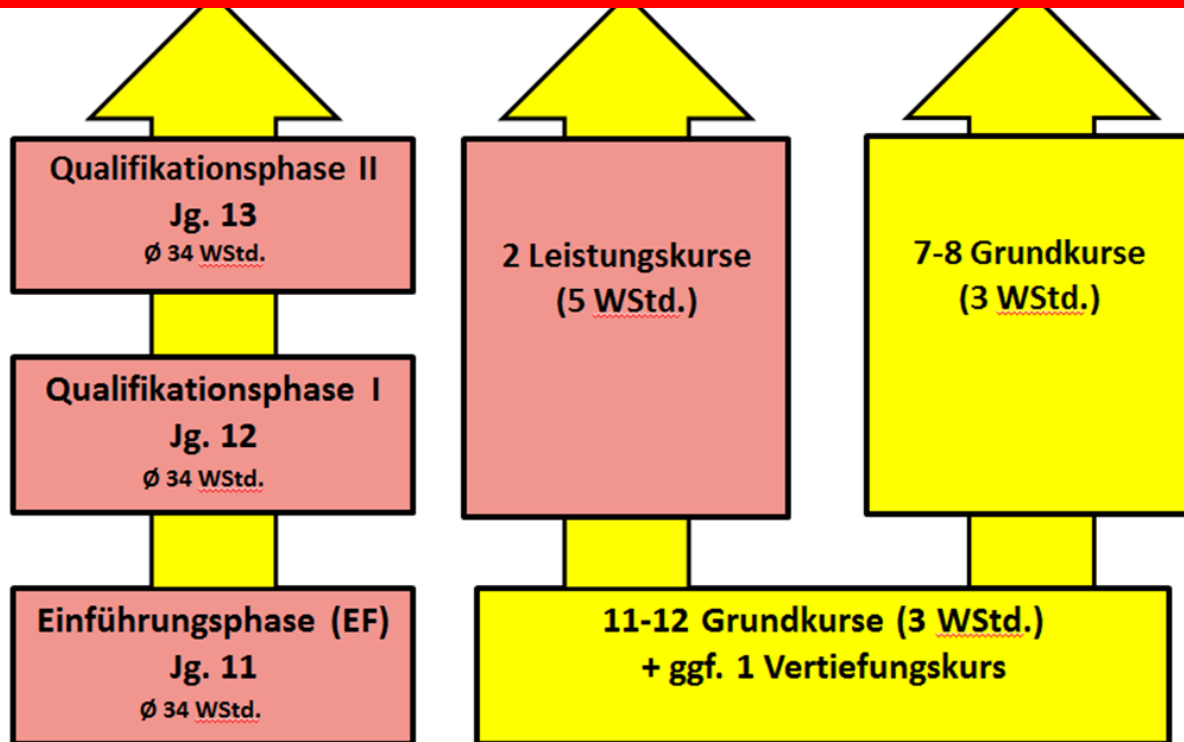 Qualifikationsphase II
Jg. 13
Ø 34 WStd.
2 Leistungskurse
(5 WStd.)
7-8 Grundkurse
(3 WStd.)
Qualifikationsphase I
Jg. 12
Ø 34 WStd.
Einführungsphase (EF)
Jg. 11
Ø 34 WStd.
11-12 Grundkurse (3 WStd.)
+ ggf. 1 Vertiefungskurs